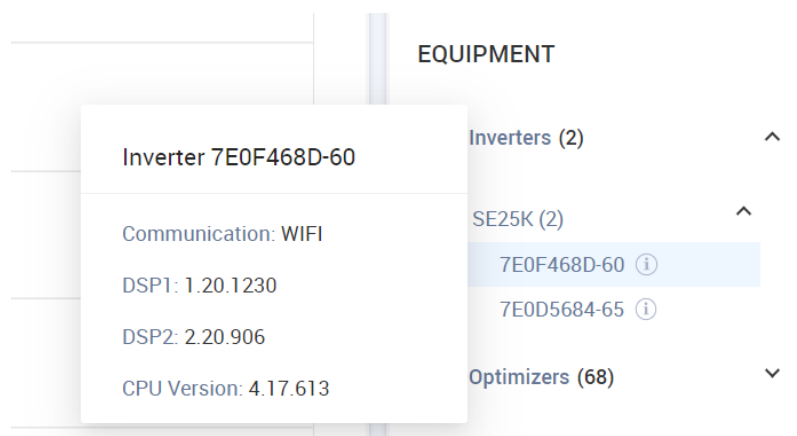 EQUIPMENT
Inverters (2)
SE25K (2)
7E0F468D-60
7E0D5684-65
Optimizers (68)
Inverter 7E0F468D-60
Communication: WIFI
DSP1: 1.20.1230
DSP2: 2.20.906
CPU Version: 4.17.613